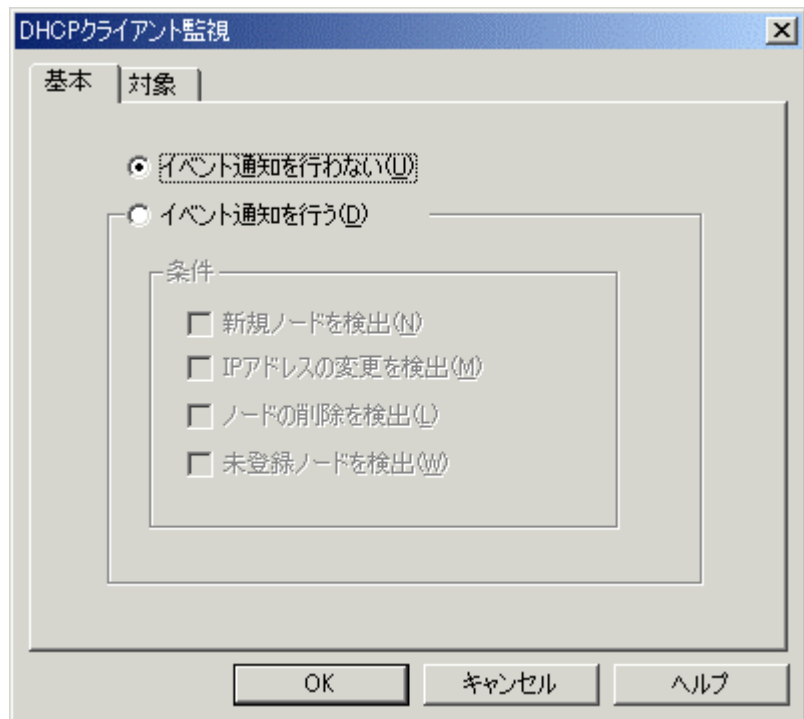 DHCPクライアント監視
基本 対象
イベント通知を行わない(U)
イベント通知を行う(D)
条件
新規ノードを検出(N)
IPアドレスの変更を検出(M)
ノードの削除を検出(L)
未登録ノードを検出(W)
OK キャンセル ヘルプ